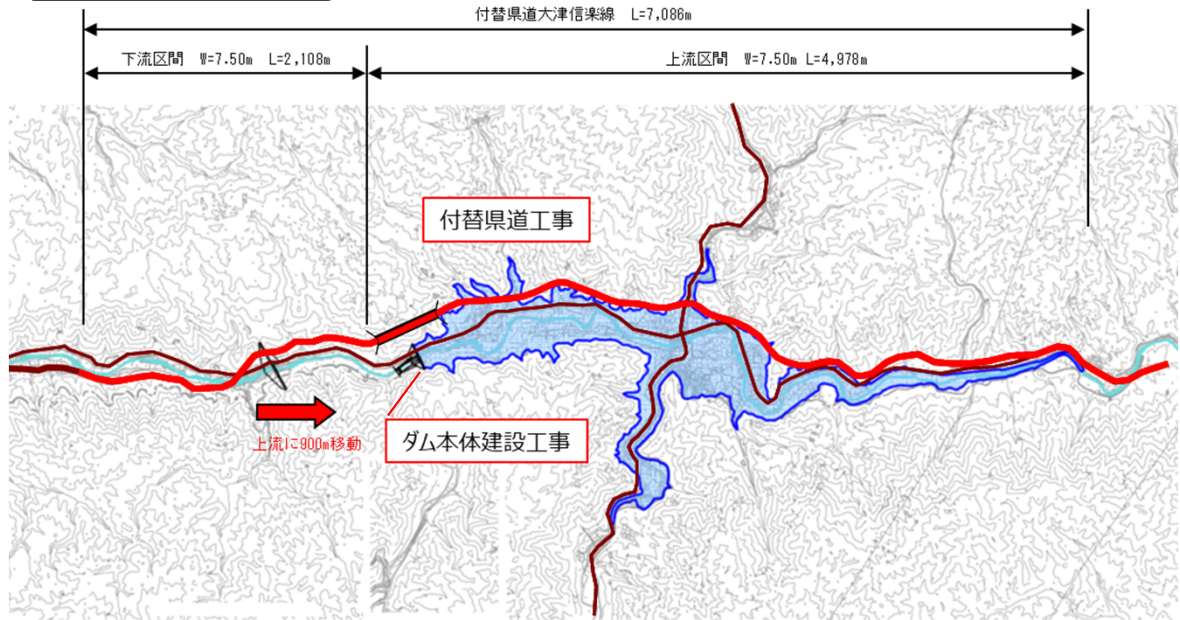 付替県道大津信楽線 L=7,086m
下流区間 W=7.50m L=2,108m
上流区間 W=7.50m L=4,978m
付替県道工事
上流に900m移動
ダム本体建設工事